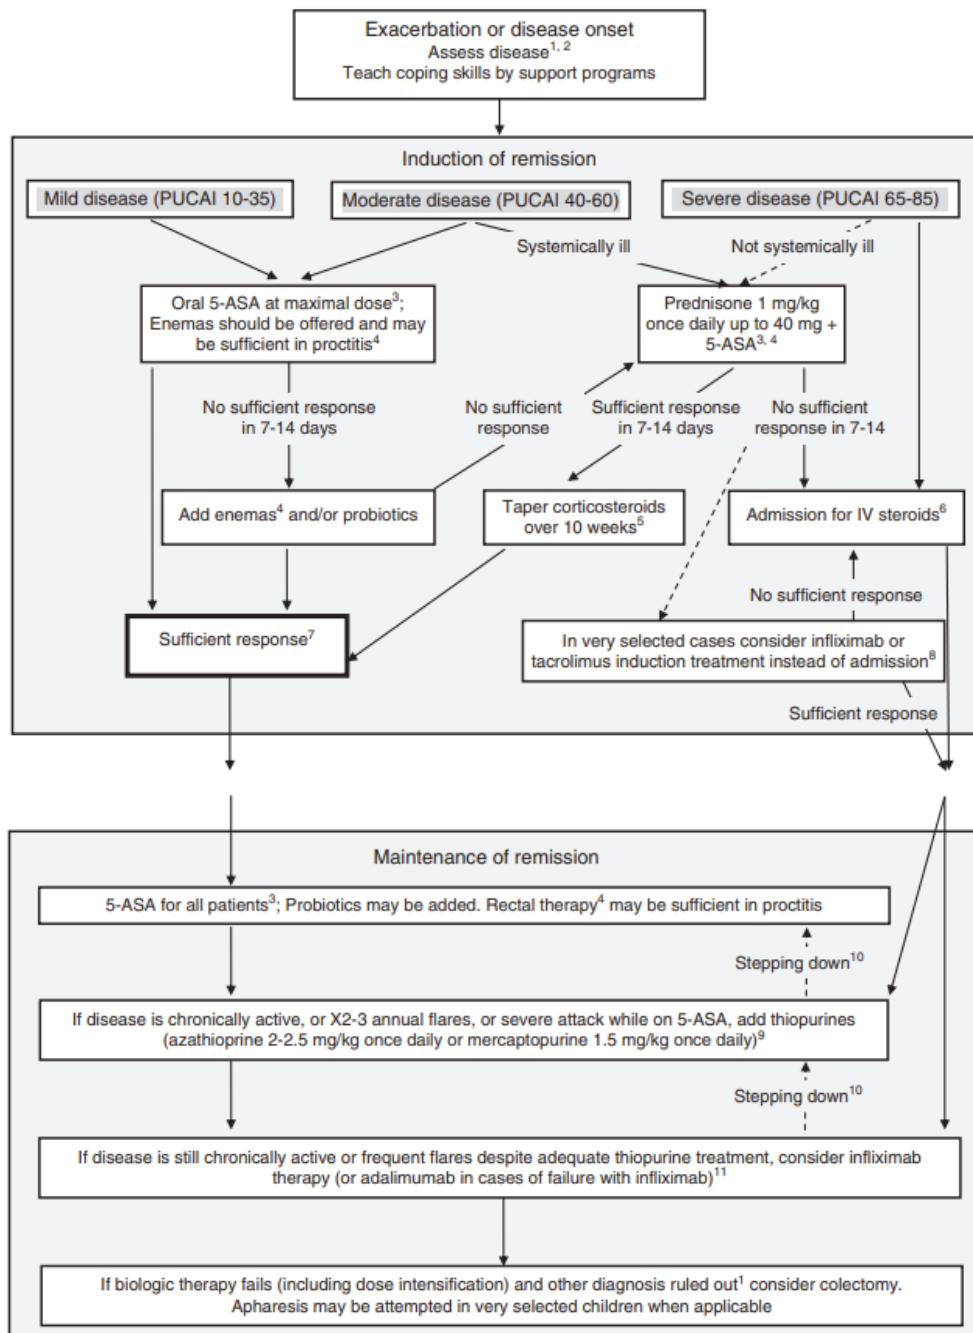 Exacerbation or disease onset
Assess disease1, 2
Teach coping skills by support programs
Induction of remission
Mild disease (PUCAI 10-35)
Moderate disease (PUCAI 40-60)
Severe disease (PUCAI 65-85)
Systemically ill
Not systemically ill
Oral 5-ASA at maximal dose3;
Enemas should be offered and may
be sufficient in proctitis4
Prednisone 1 mg/kg
once daily up to 40 mg +
5-ASA3, 4
No sufficient response
in 7-14 days
No sufficient
response
Sufficient response
in 7-14 days
No sufficient
response in 7-14
Add enemas4 and/or probiotics
Taper corticosteroids
over 10 weeks5
Admission for IV steroids6
No sufficient response
Sufficient response7
In very selected cases consider infliximab or
tacrolimus induction treatment instead of admission8
Sufficient response
Maintenance of remission
5-ASA for all patients3; Probiotics may be added. Rectal therapy4 may be sufficient in proctitis
Stepping down10
If disease is chronically active, or X2-3 annual flares, or severe attack while on 5-ASA, add thiopurines
(azathioprine 2-2.5 mg/kg once daily or mercaptopurine 1.5 mg/kg once daily)9
Stepping down10
If disease is still chronically active or frequent flares despite adequate thiopurine treatment, consider infliximab
therapy (or adalimumab in cases of failure with infliximab)11
If biologic therapy fails (including dose intensification) and other diagnosis ruled out1 consider colectomy.
Apharesis may be attempted in very selected children when applicable